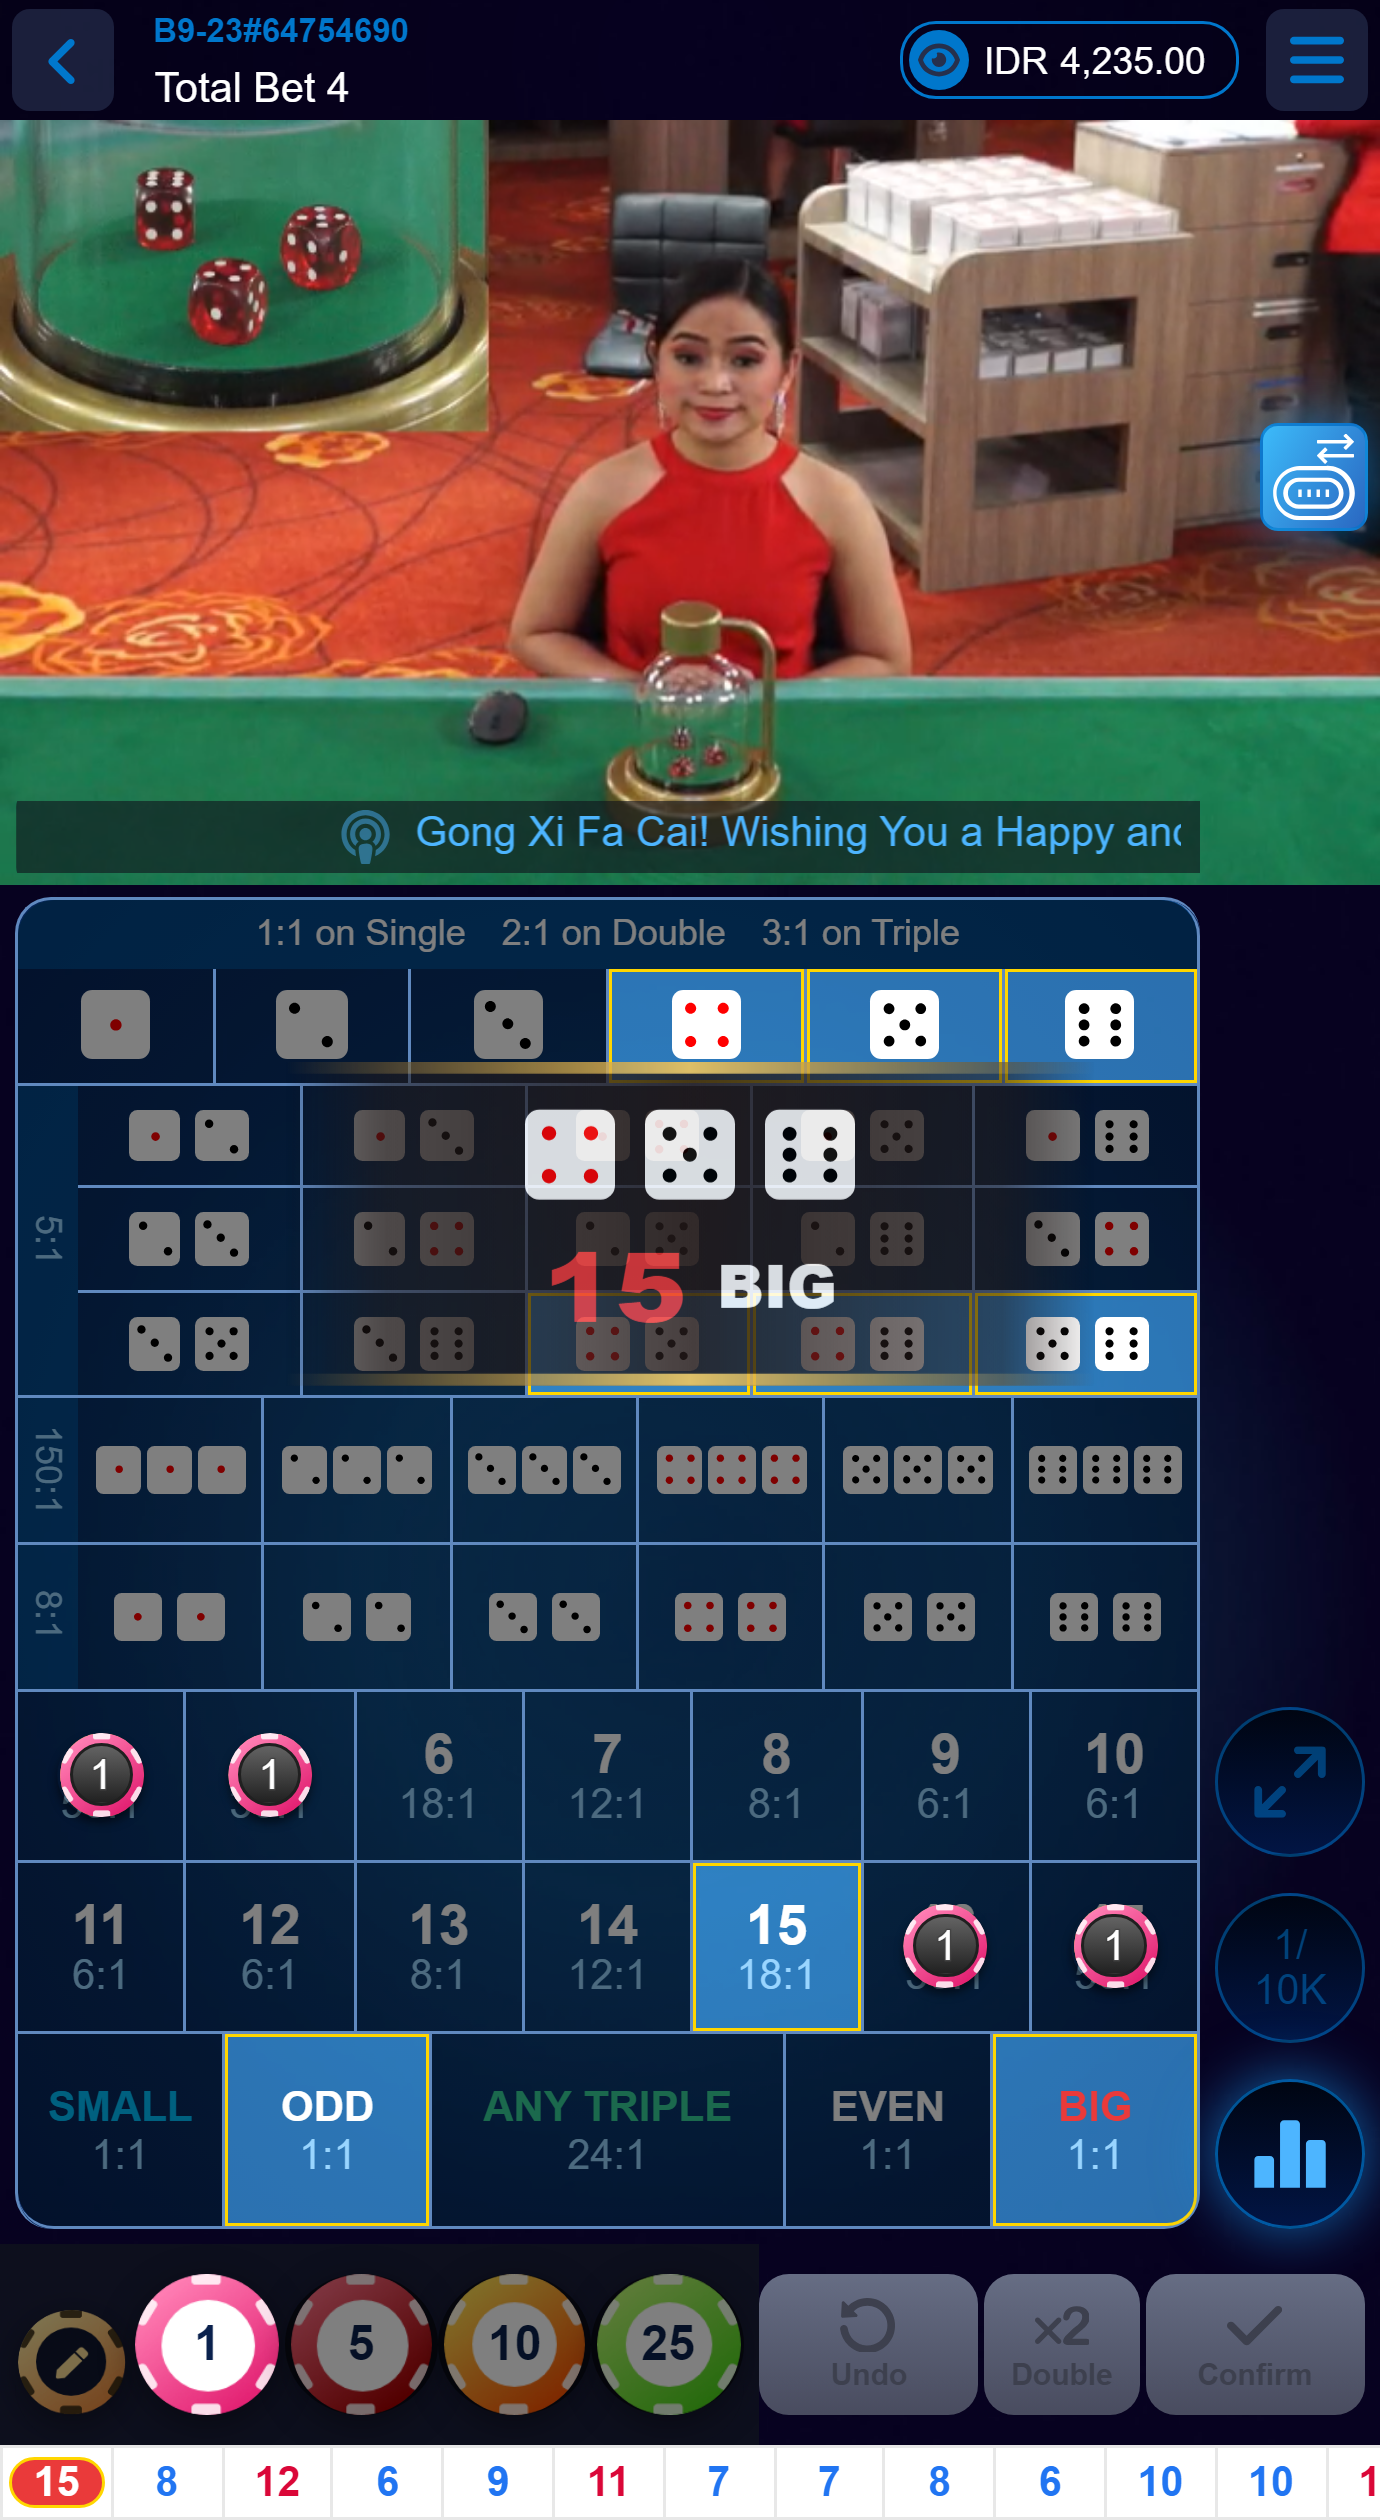 B9-23#64754690
Total Bet 4
IDR 4,235.00
Gong Xi Fa Cai! Wishing You a Happy and
1:1 on Single 2:1 on Double 3:1 on Triple
5:1
15 BIG
150:1
8:1
1 1 6 7 8 9 10
18:1 12:1 8:1 6:1 6:1
11 12 13 14 15 1 1
6:1 6:1 8:1 12:1 18:1
1/
10K
SMALL ODD ANY TRIPLE EVEN BIG
1:1 1:1 24:1 1:1 1:1
1 5 10 25
x2
Undo Double Confirm
15 8 12 6 9 11 7 7 8 6 10 10 1